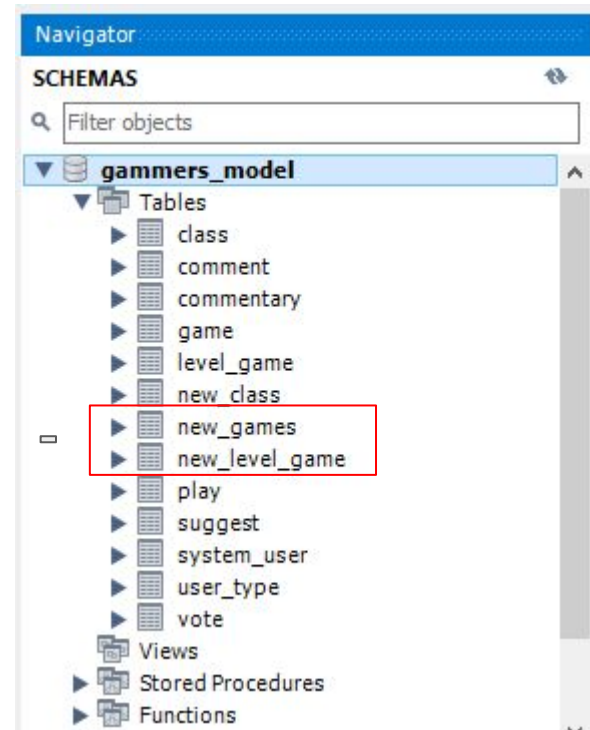 Navigator
SCHEMAS
Filter objects
gammers_model
Tables
class
comment
commentary
game
level_game
new_class
new_games
new_level_game
play
suggest
system_user
user_type
vote
Views
Stored Procedures
Functions